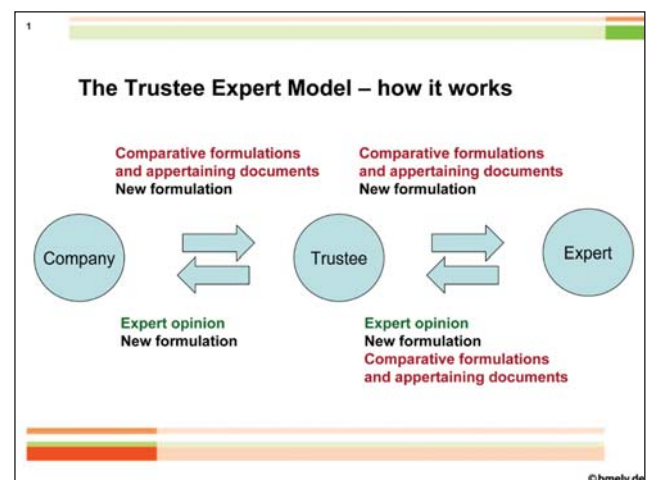 1
The Trustee Expert Model – how it works
Comparative formulations
and appertaining documents
New formulation
Comparative formulations
and appertaining documents
New formulation
Company
Trustee
Expert
Expert opinion
New formulation
Expert opinion
New formulation
Comparative formulations
and appertaining documents
©bmelv.de